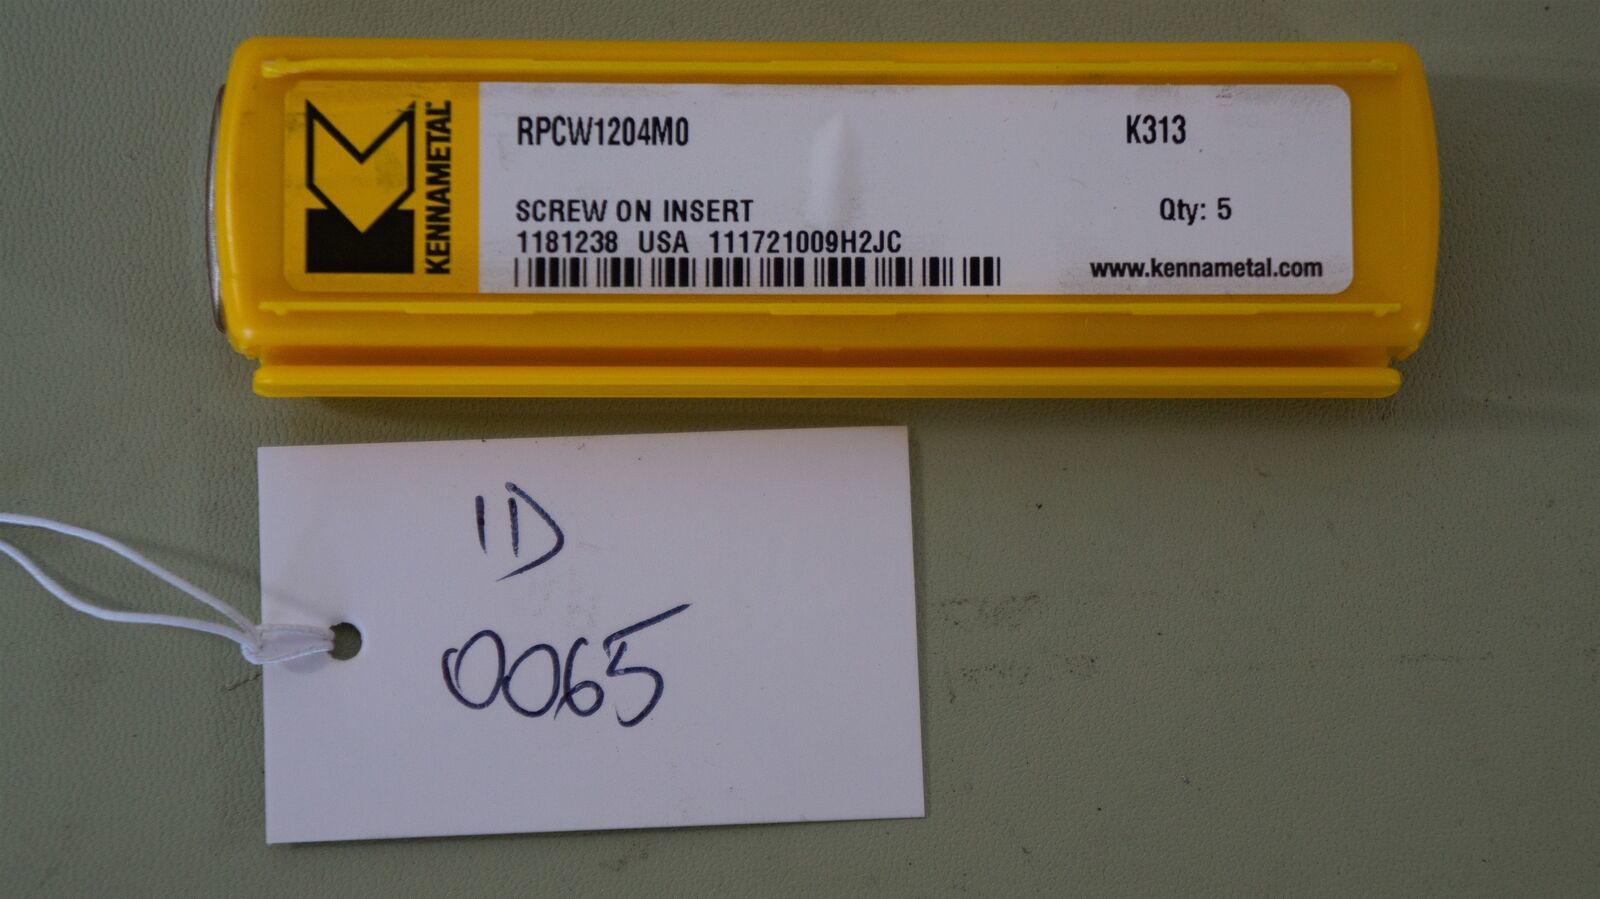 KENNAMETAL
RPCW1204M0
K313
SCREW ON INSERT
Qty: 5
1181238 USA 111721009H2JC
www.kennametal.com
ID
0065